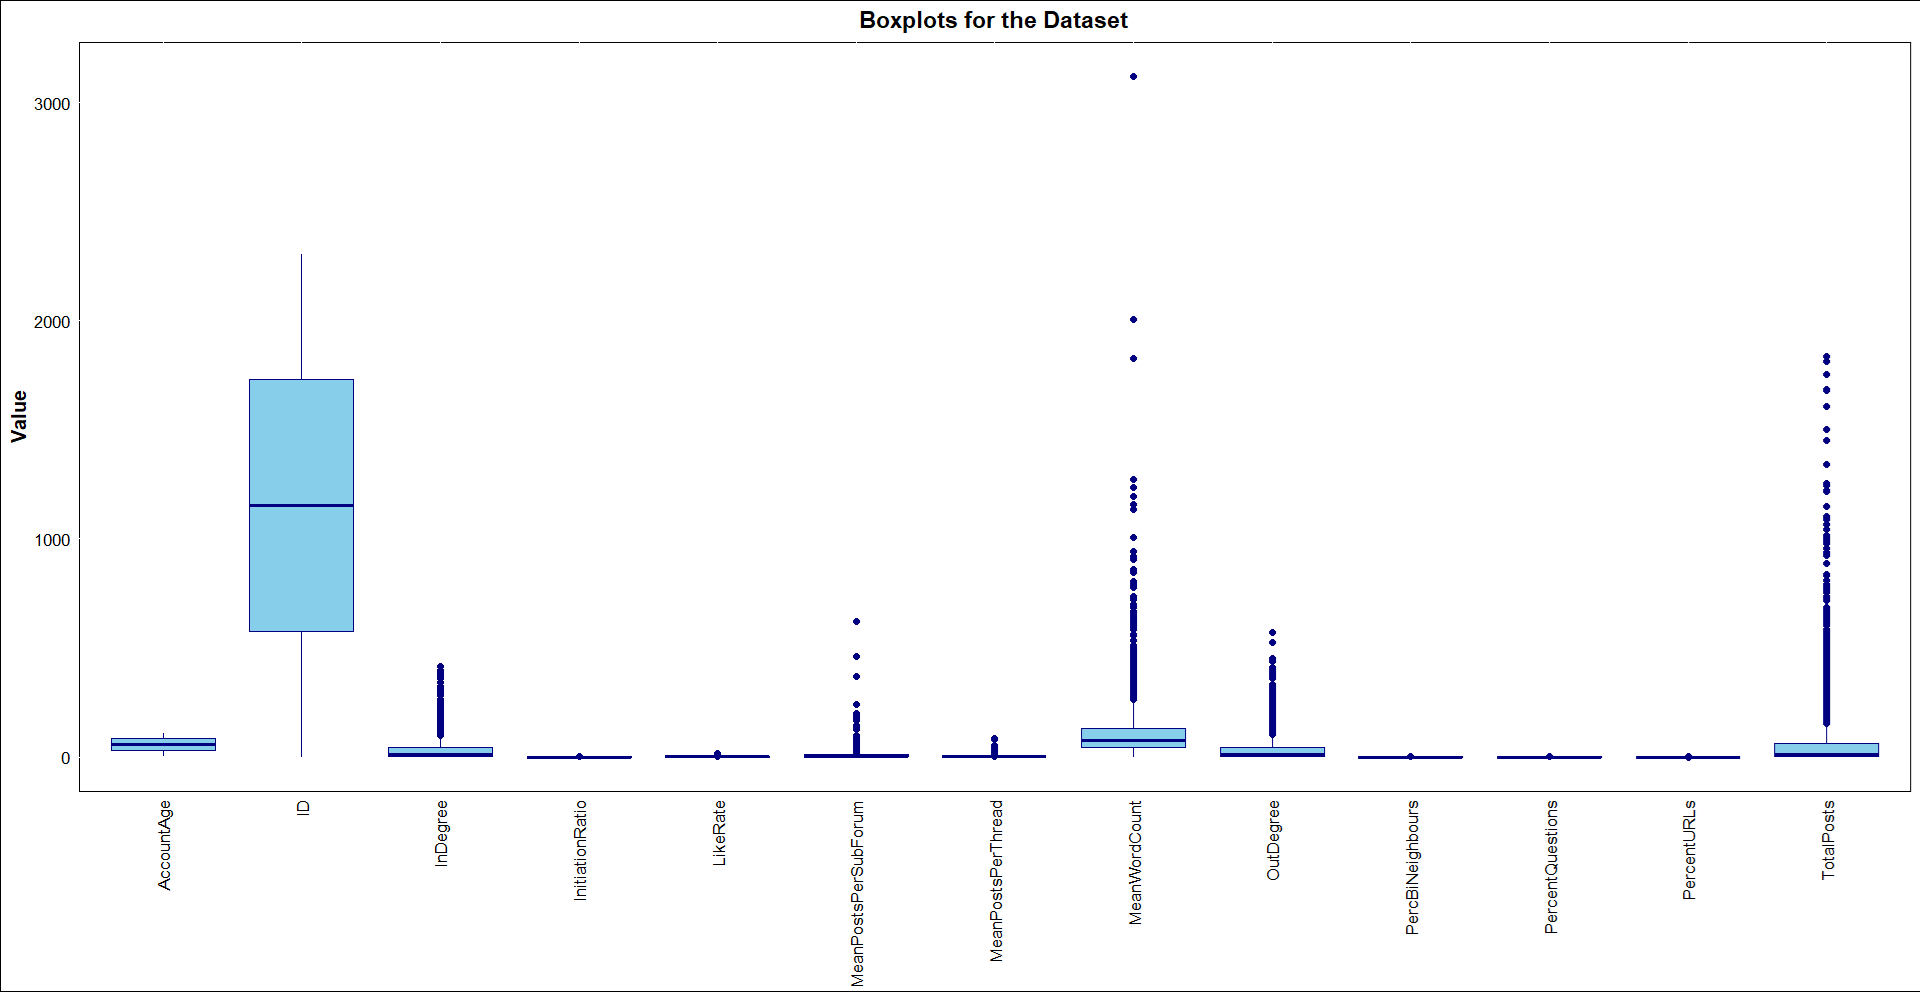 Boxplots for the Dataset
Value
3000
2000
1000
0
AccountAge
ID
InDegree
InitiationRatio
LikeRate
MeanPostsPerSubForum
MeanPostsPerThread
MeanWordCount
OutDegree
PercBiNeighbours
PercentQuestions
PercentURLs
TotalPosts